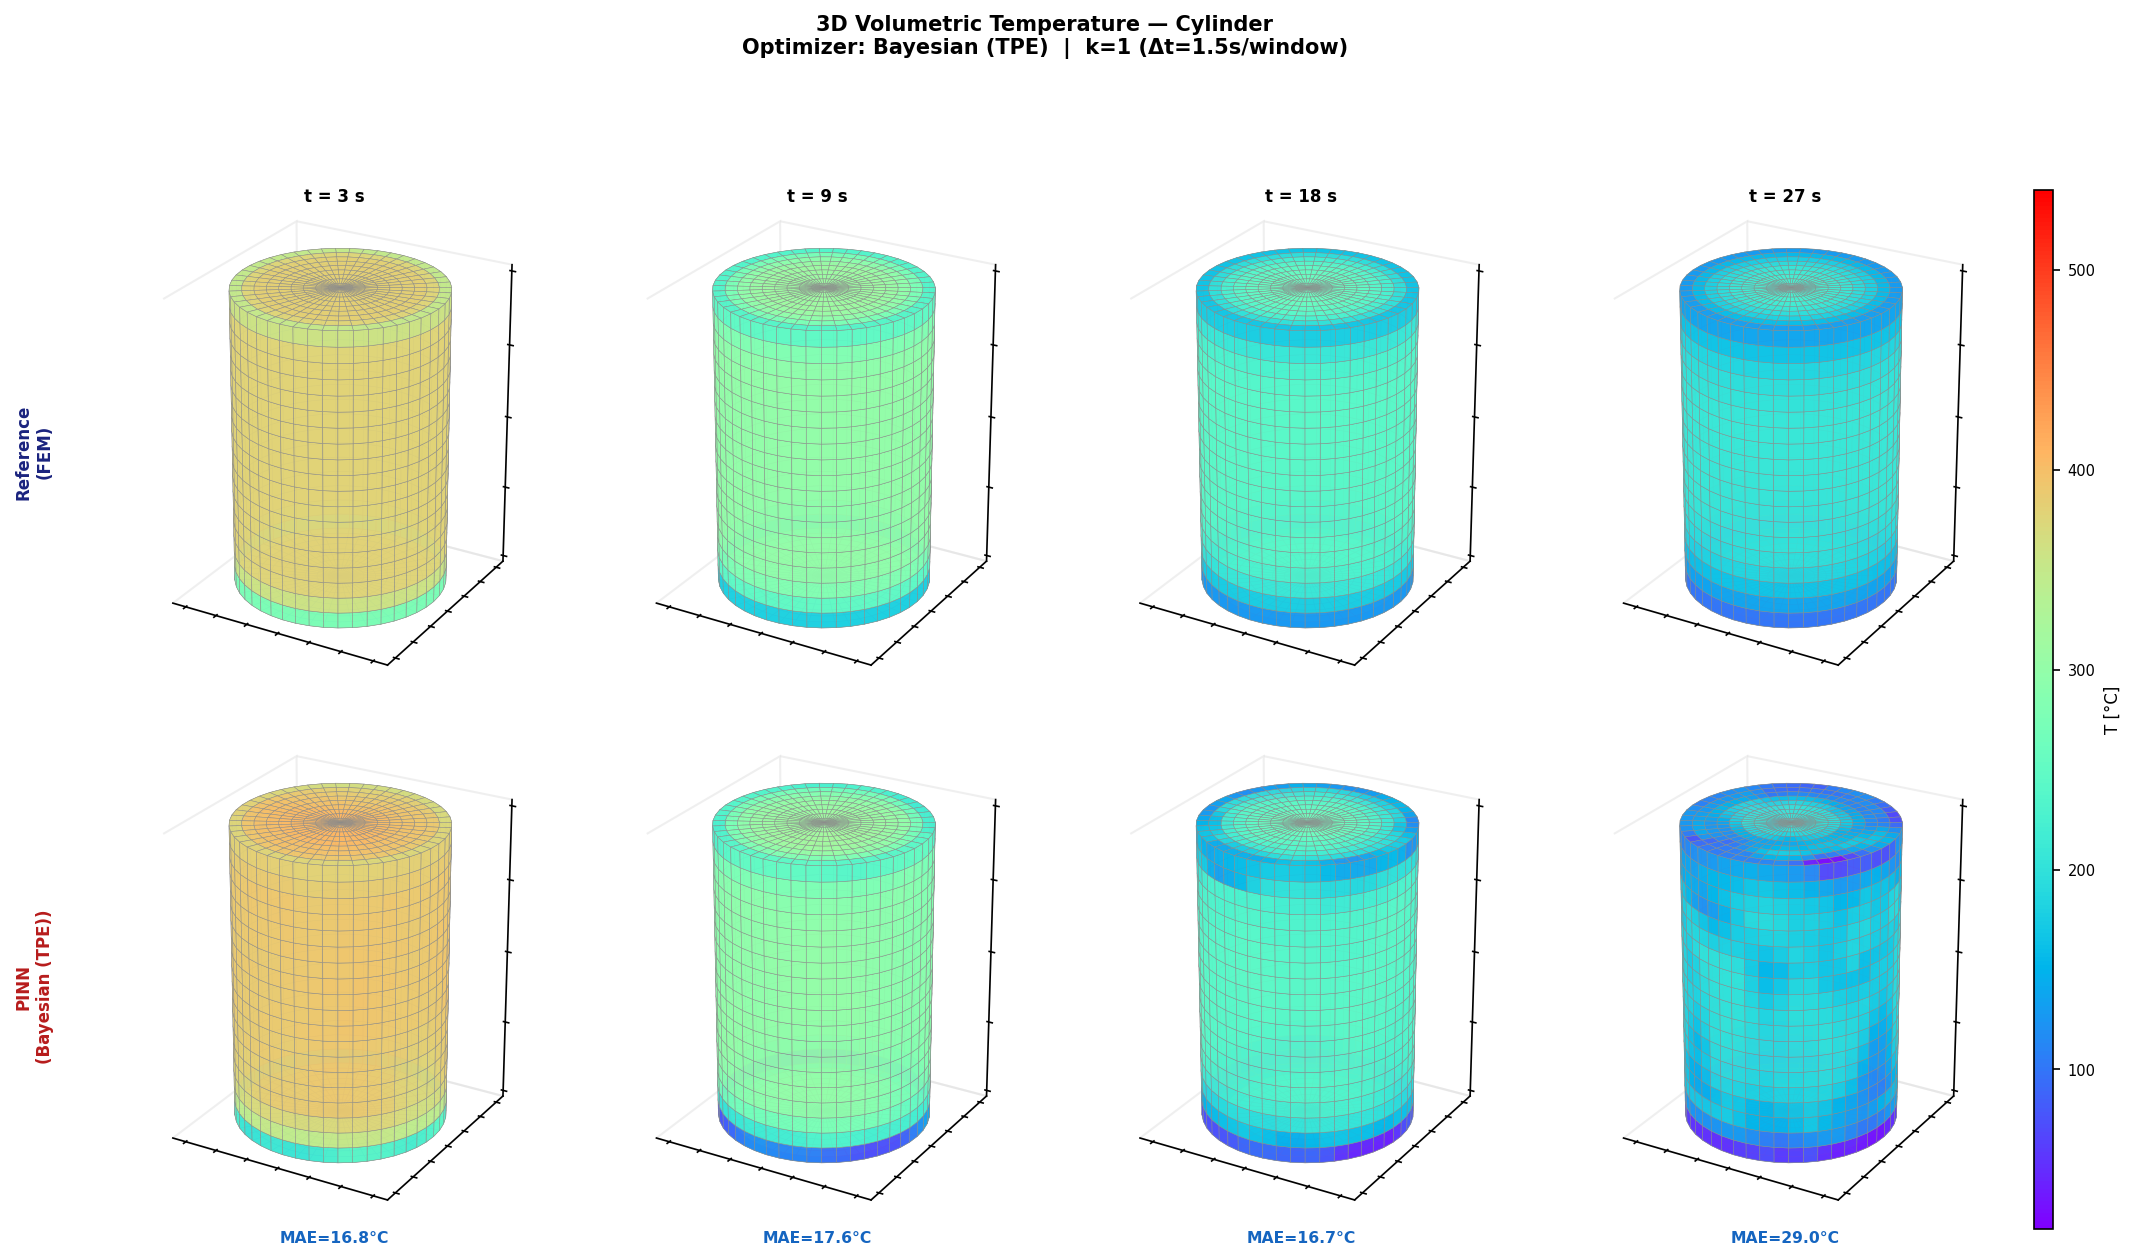 3D Volumetric Temperature — Cylinder
Optimizer: Bayesian (TPE)  |  k=1 (Δt=1.5s/window)
t = 3 s
t = 9 s
t = 18 s
t = 27 s
Reference
(FEM)
PINN
(Bayesian (TPE))
500
400
300
200
100
T [°C]
MAE=16.8°C
MAE=17.6°C
MAE=16.7°C
MAE=29.0°C